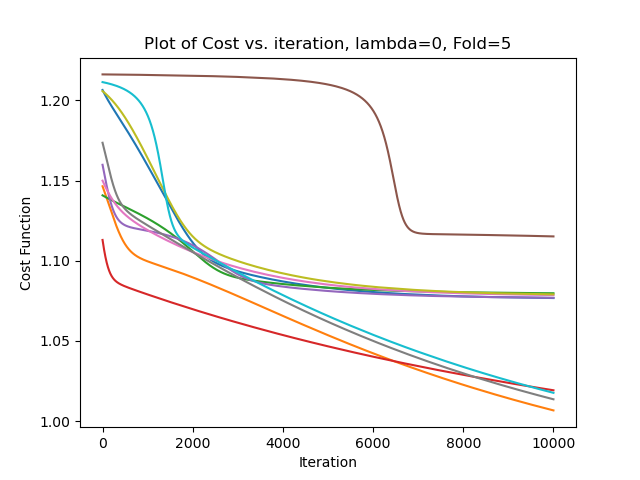 Plot of Cost vs. iteration, lambda=0, Fold=5
Cost Function
1.20
1.15
1.10
1.05
1.00
0 2000 4000 6000 8000 10000
Iteration